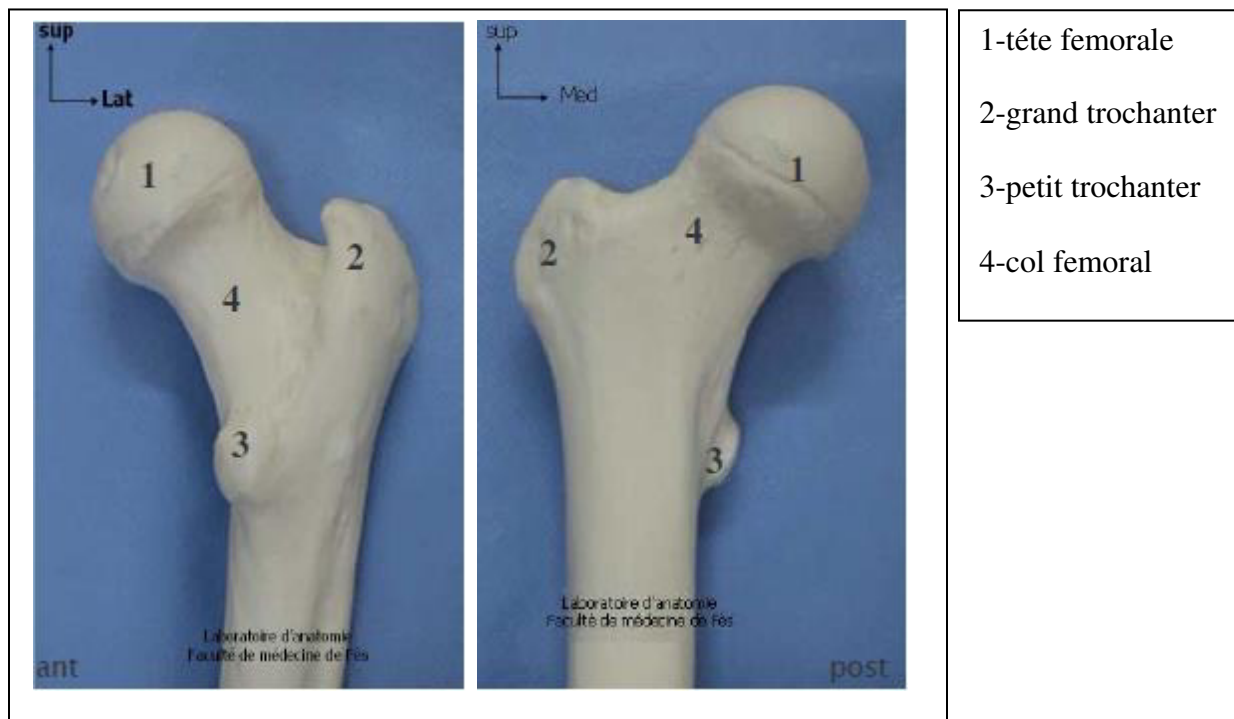 sup
Lat
1
2
4
3
Laboratoire d'anatomie
Faculté de médecine de Fès
ant
sup
Med
1
4
2
3
Laboratoire d'anatomie
Faculté de médecine de Fès
post
1-téte femorale
2-grand trochanter
3-petit trochanter
4-col femoral